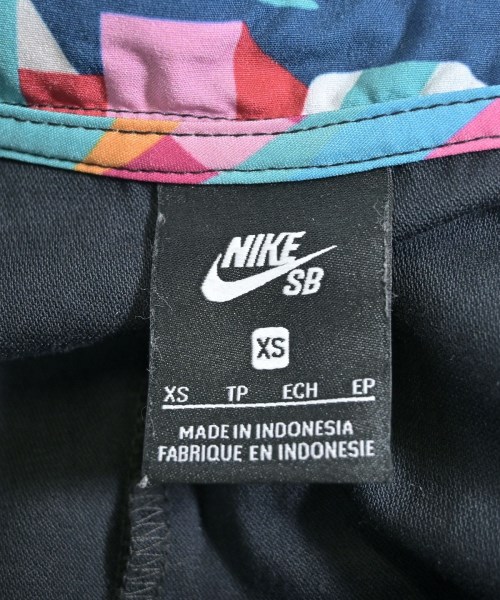 NIKE
SB
XS
XS TP ECH EP
MADE IN INDONESIA
FABRIQUE EN INDONESIE